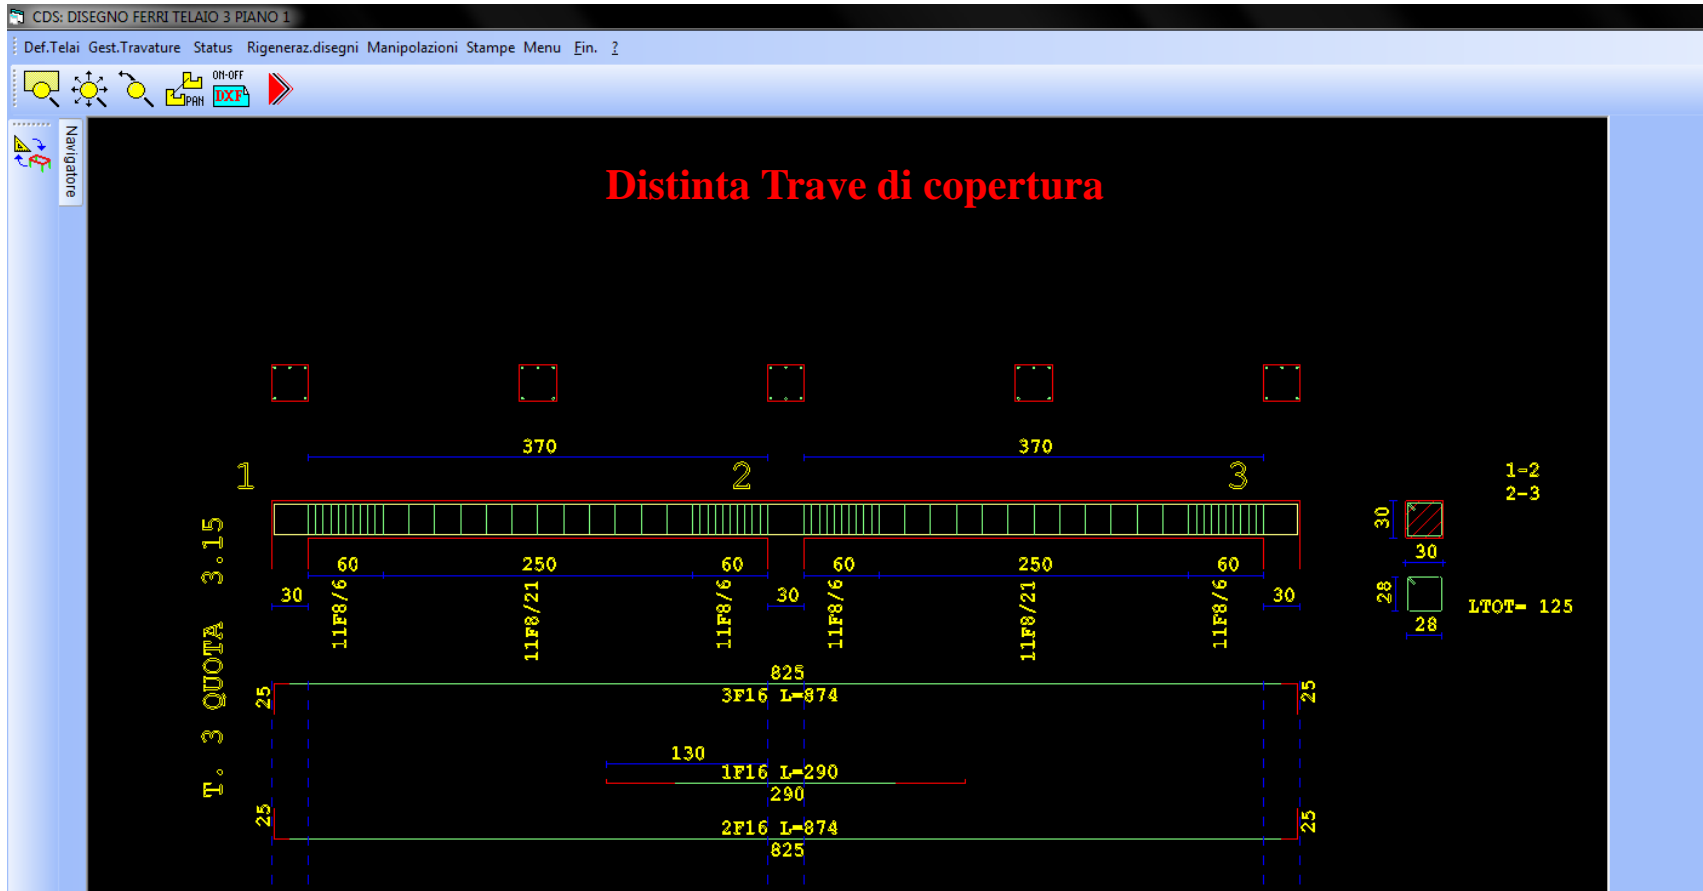 CDS: DISEGNO FERRI TELAIO 3 PIANO 1
Def.Telai Gest.Travature Status Rigeneraz.disegni Manipolazioni Stampe Menu Fin. ?
PAN
ON-OFF
DXF
Navigatore
Distinta Trave di copertura
370 370
1 2 3
1-2
2-3
T. 3 QUOTA 3.15
30
30
60 250 60 60 250 60
30 30 30
11F8/6 11F8/21 11F8/6 11F8/6 11F8/21 11F8/6
28
28
LTOT= 125
825
25 3F16 L=874 25
130
1F16 L=290
290
25 2F16 L=874 25
825